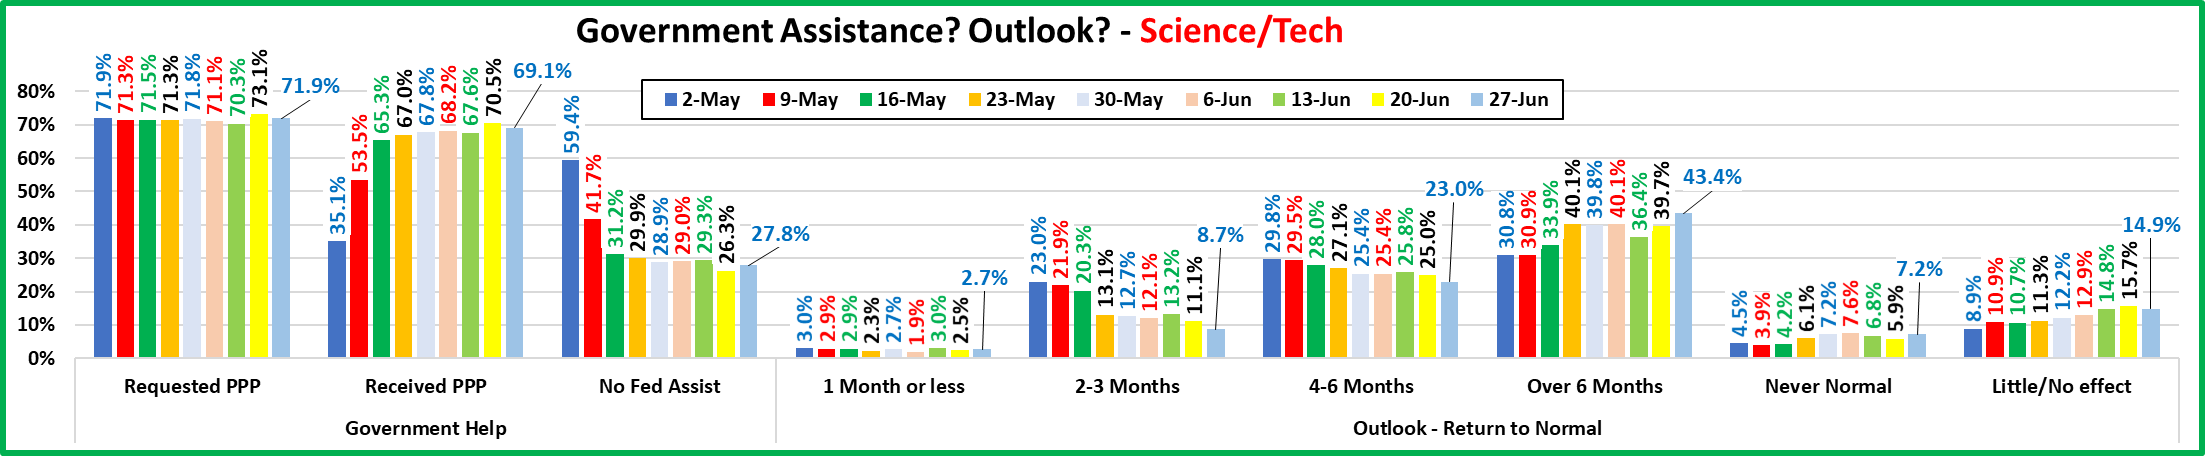 Government Assistance? Outlook? - Science/Tech
2-May 9-May 16-May 23-May 30-May 6-Jun 13-Jun 20-Jun 27-Jun
80%
70%
60%
50%
40%
30%
20%
10%
0%
71.9% 71.3% 71.5% 71.3% 71.8% 71.1% 70.3% 73.1% 71.9%
35.1% 53.5% 65.3% 67.0% 67.8% 68.2% 67.6% 70.5% 69.1%
59.4% 41.7% 31.2% 29.9% 28.9% 29.0% 29.3% 26.3% 27.8%
3.0% 2.9% 2.9% 2.3% 2.7% 1.9% 3.0% 2.5% 2.7%
23.0% 21.9% 20.3% 13.1% 12.7% 12.1% 13.2% 11.1% 8.7%
29.8% 29.5% 28.0% 27.1% 25.4% 25.4% 25.8% 25.0% 23.0%
30.8% 30.9% 33.9% 40.1% 39.8% 40.1% 36.4% 39.7% 43.4%
4.5% 3.9% 4.2% 6.1% 7.2% 7.6% 6.8% 5.9% 7.2%
8.9% 10.9% 10.7% 11.3% 12.2% 12.9% 14.8% 15.7% 14.9%
Requested PPP Received PPP No Fed Assist 1 Month or less 2-3 Months 4-6 Months Over 6 Months Never Normal Little/No effect
Government Help Outlook - Return to Normal